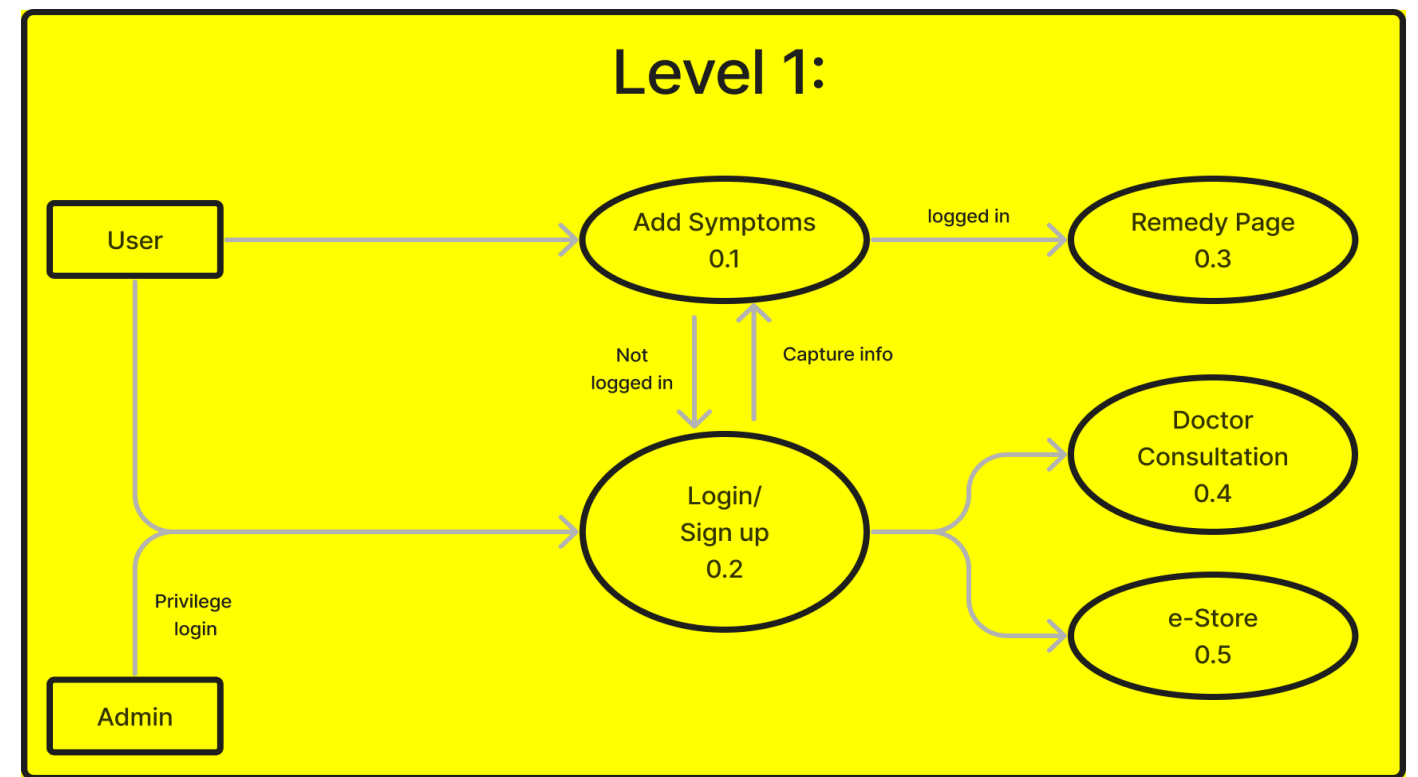 Level 1:
User
Add Symptoms
0.1
logged in
Remedy Page
0.3
Not
logged in
Capture info
Doctor
Consultation
0.4
Login/
Sign up
0.2
Privilege
login
e-Store
0.5
Admin